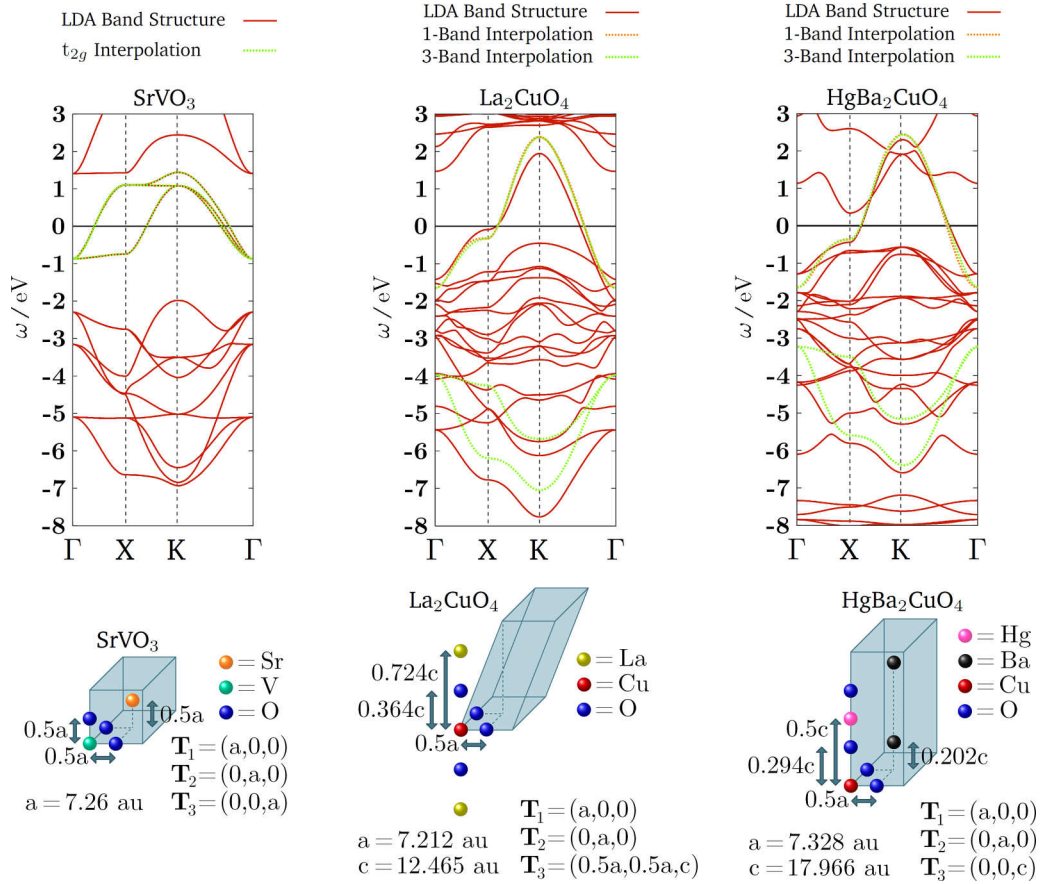 LDA Band Structure
t₂g Interpolation
SrVO₃
3
2
1
0
-1
-2
-3
-4
-5
-6
-7
-8
ω / eV
Γ X K Γ
LDA Band Structure
1-Band Interpolation
3-Band Interpolation
La₂CuO₄
3
2
1
0
-1
-2
-3
-4
-5
-6
-7
-8
ω / eV
Γ X K Γ
LDA Band Structure
1-Band Interpolation
3-Band Interpolation
HgBa₂CuO₄
3
2
1
0
-1
-2
-3
-4
-5
-6
-7
-8
ω / eV
Γ X K Γ
SrVO₃
= Sr
= V
= O
0.5a
0.5a
0.5a
T₁=(a,0,0)
T₂=(0,a,0)
T₃=(0,0,a)
a = 7.26 au
La₂CuO₄
= La
= Cu
= O
0.724c
0.364c
0.5a
T₁=(a,0,0)
T₂=(0,a,0)
T₃=(0.5a,0.5a,c)
a = 7.212 au
c = 12.465 au
HgBa₂CuO₄
= Hg
= Ba
= Cu
= O
0.5c
0.294c
0.202c
0.5a
T₁=(a,0,0)
T₂=(0,a,0)
T₃=(0,0,c)
a = 7.328 au
c = 17.966 au